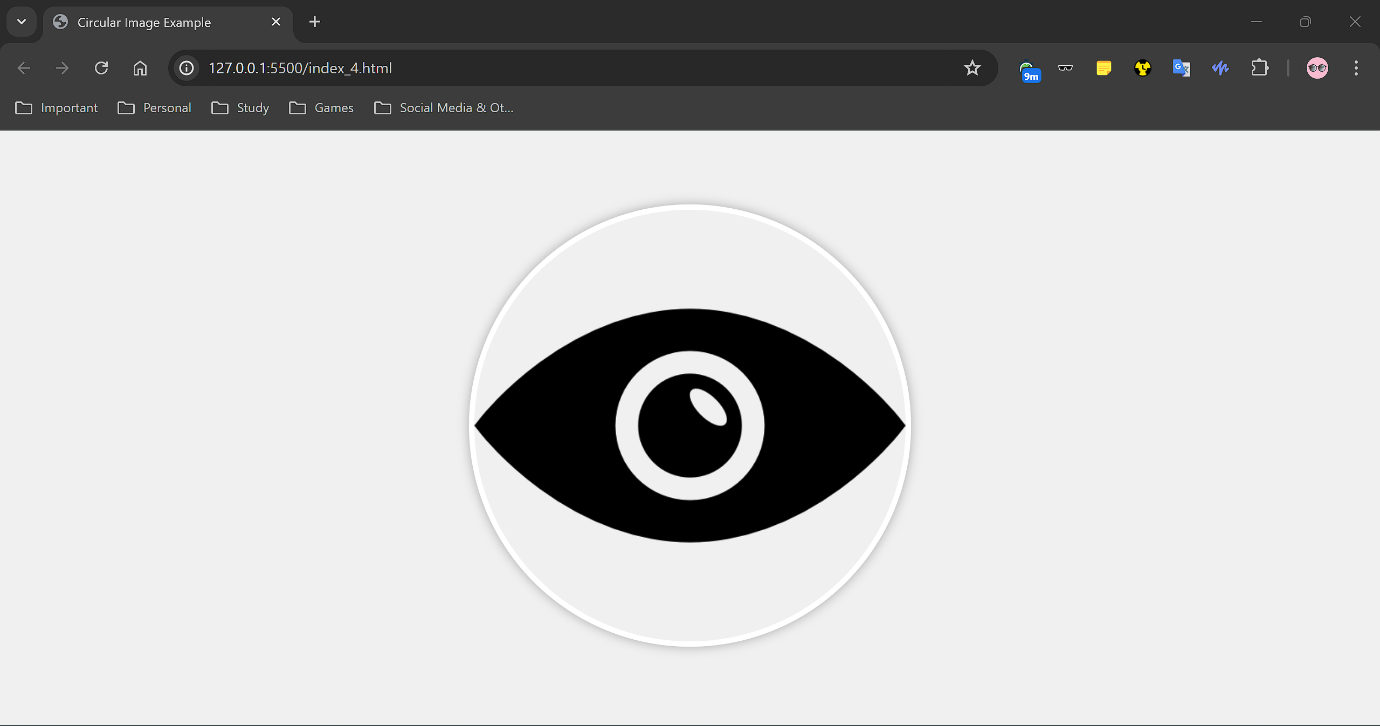 Circular Image Example
127.0.0.1:5500/index_4.html
9m
Important Personal Study Games Social Media & Ot...